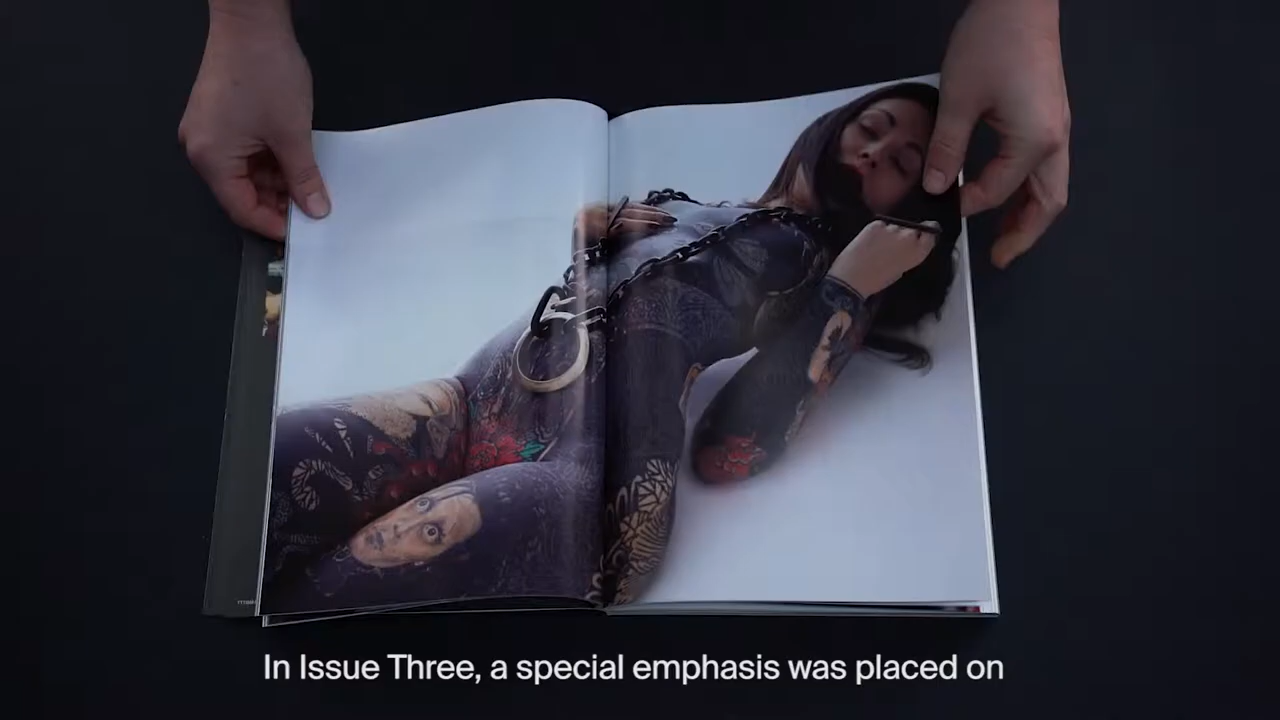 In Issue Three, a special emphasis was placed on